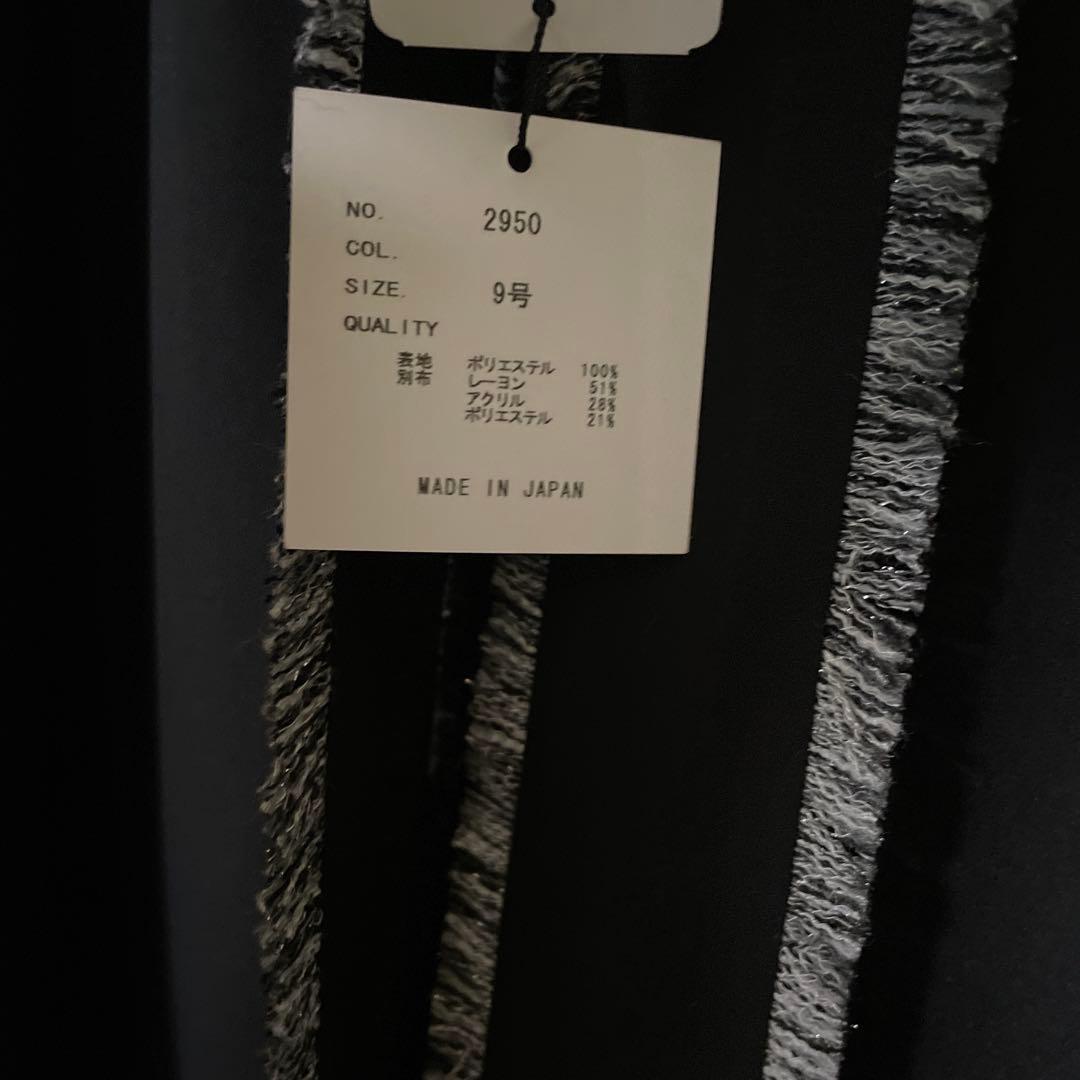 NO. 2950
COL.
SIZE. 9号
QUALITY
表地 ポリエステル 100%
別布 レーヨン 51%
アクリル 28%
ポリエステル 21%
MADE IN JAPAN